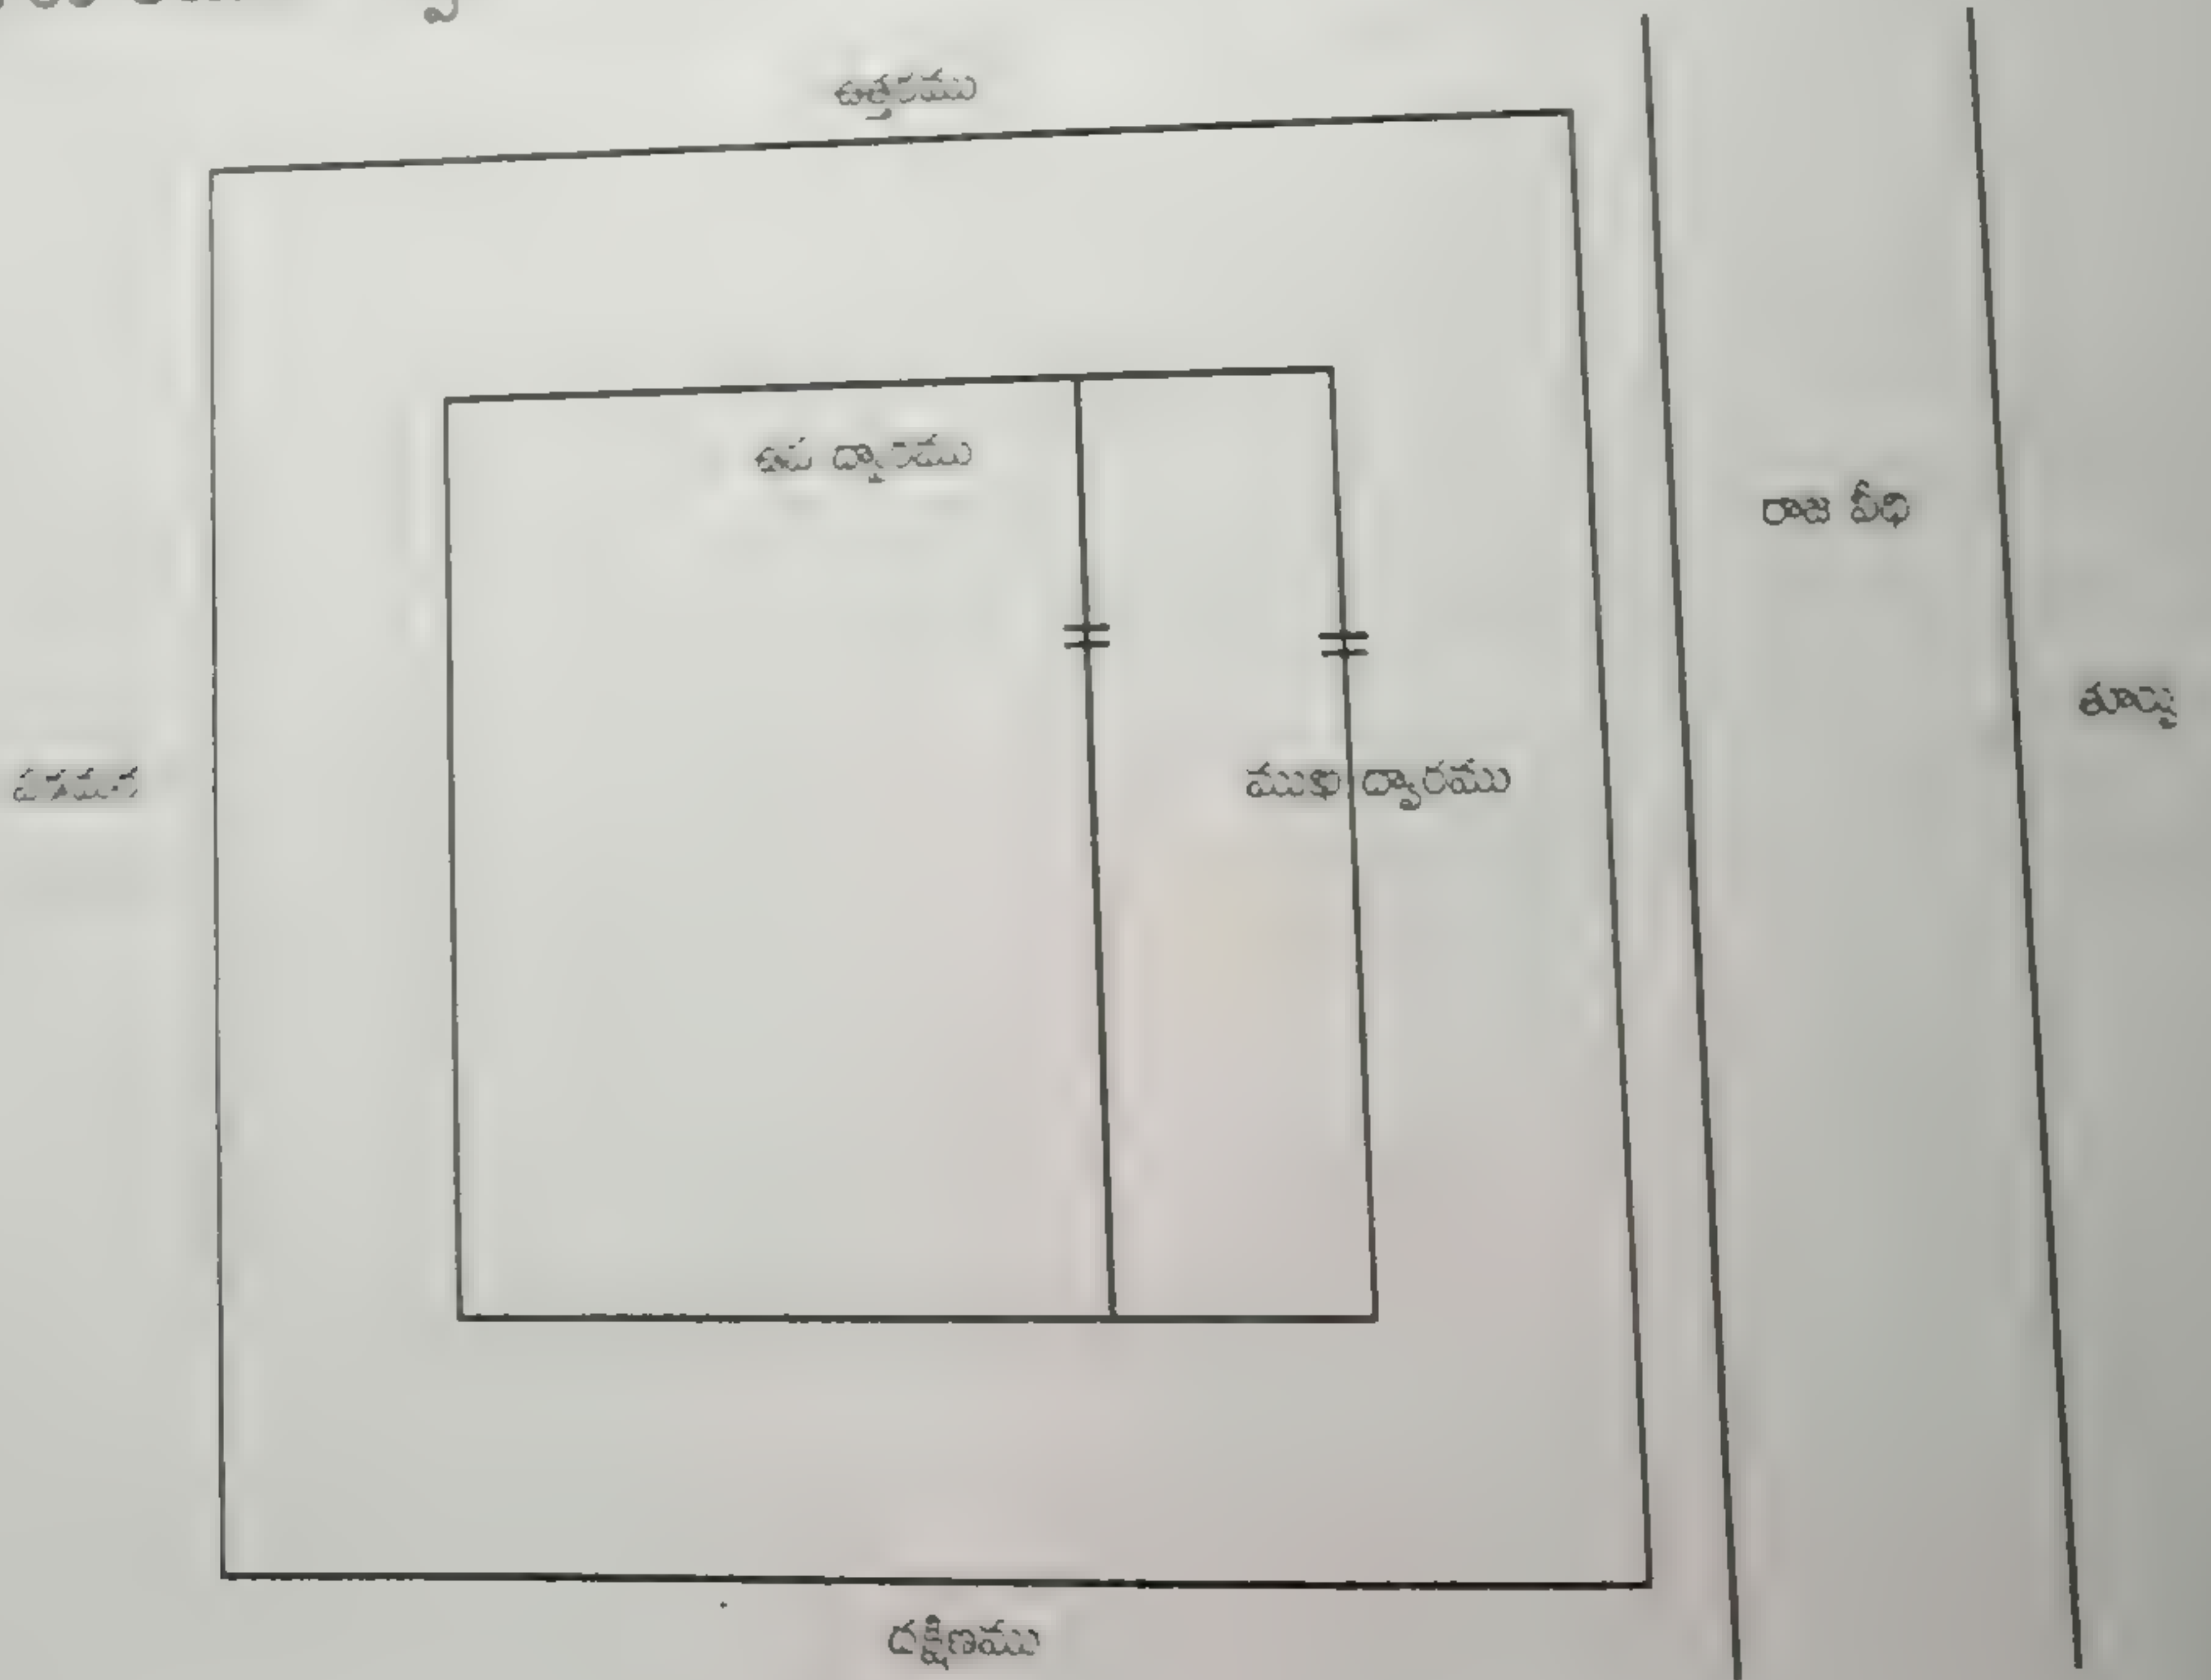 ఉత్తరము
ఉప ద్వారము
రాజ వీధి
తూర్పు
ముఖ ద్వారము
దక్షిణము